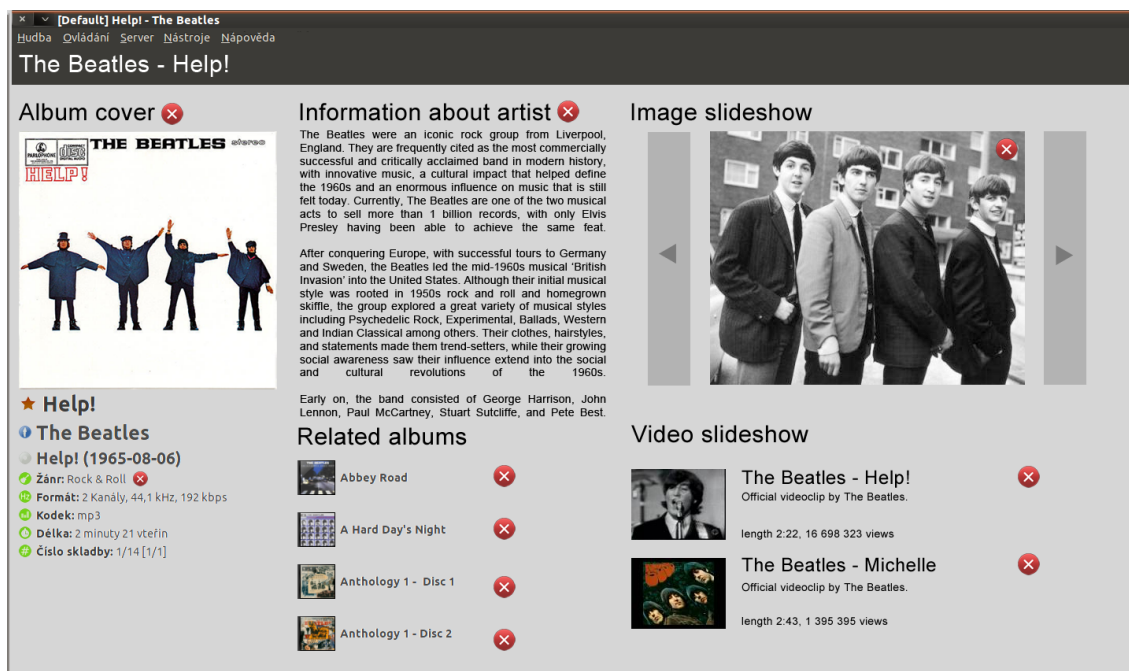 [Default] Help! - The Beatles
Hudba Ovládání Server Nástroje Nápověda
The Beatles - Help!
Album cover
PARLOPHONE
COMPACT
disc
DIGITAL AUDIO
THE BEATLES stereo
HELP!
Help!
The Beatles
Help! (1965-08-06)
Žánr: Rock & Roll
Formát: 2 Kanály, 44,1 kHz, 192 kbps
Kodek: mp3
Délka: 2 minuty 21 vteřin
Číslo skladby: 1/14 [1/1]
Information about artist
The Beatles were an iconic rock group from Liverpool,
England. They are frequently cited as the most commercially
successful and critically acclaimed band in modern history,
with innovative music, a cultural impact that helped define
the 1960s and an enormous influence on music that is still
felt today. Currently, The Beatles are one of the two musical
acts to sell more than 1 billion records, with only Elvis
Presley having been able to achieve the same feat.
After conquering Europe, with successful tours to Germany
and Sweden, the Beatles led the mid-1960s musical ‘British
Invasion’ into the United States. Although their initial musical
style was rooted in 1950s rock and roll and homegrown
skiffle, the group explored a great variety of musical styles
including Psychedelic Rock, Experimental, Ballads, Western
and Indian Classical among others. Their clothes, hairstyles,
and statements made them trend-setters, while their growing
social awareness saw their influence extend into the social
and cultural revolutions of the 1960s.
Early on, the band consisted of George Harrison, John
Lennon, Paul McCartney, Stuart Sutcliffe, and Pete Best.
Related albums
Abbey Road
A Hard Day's Night
Anthology 1 - Disc 1
Anthology 1 - Disc 2
Image slideshow
Video slideshow
The Beatles - Help!
Official videoclip by The Beatles.
length 2:22, 16 698 323 views
The Beatles - Michelle
Official videoclip by The Beatles.
length 2:43, 1 395 395 views